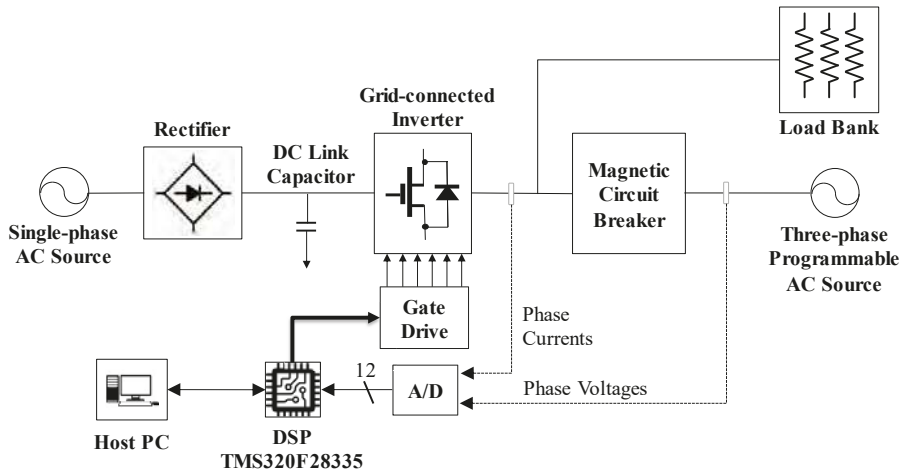 Load Bank
Grid-connected
Inverter
Rectifier
DC Link
Capacitor
Magnetic
Circuit
Breaker
Single-phase
AC Source
Three-phase
Programmable
AC Source
Gate
Drive
Phase
Currents
12
A/D
Phase Voltages
Host PC
DSP
TMS320F28335